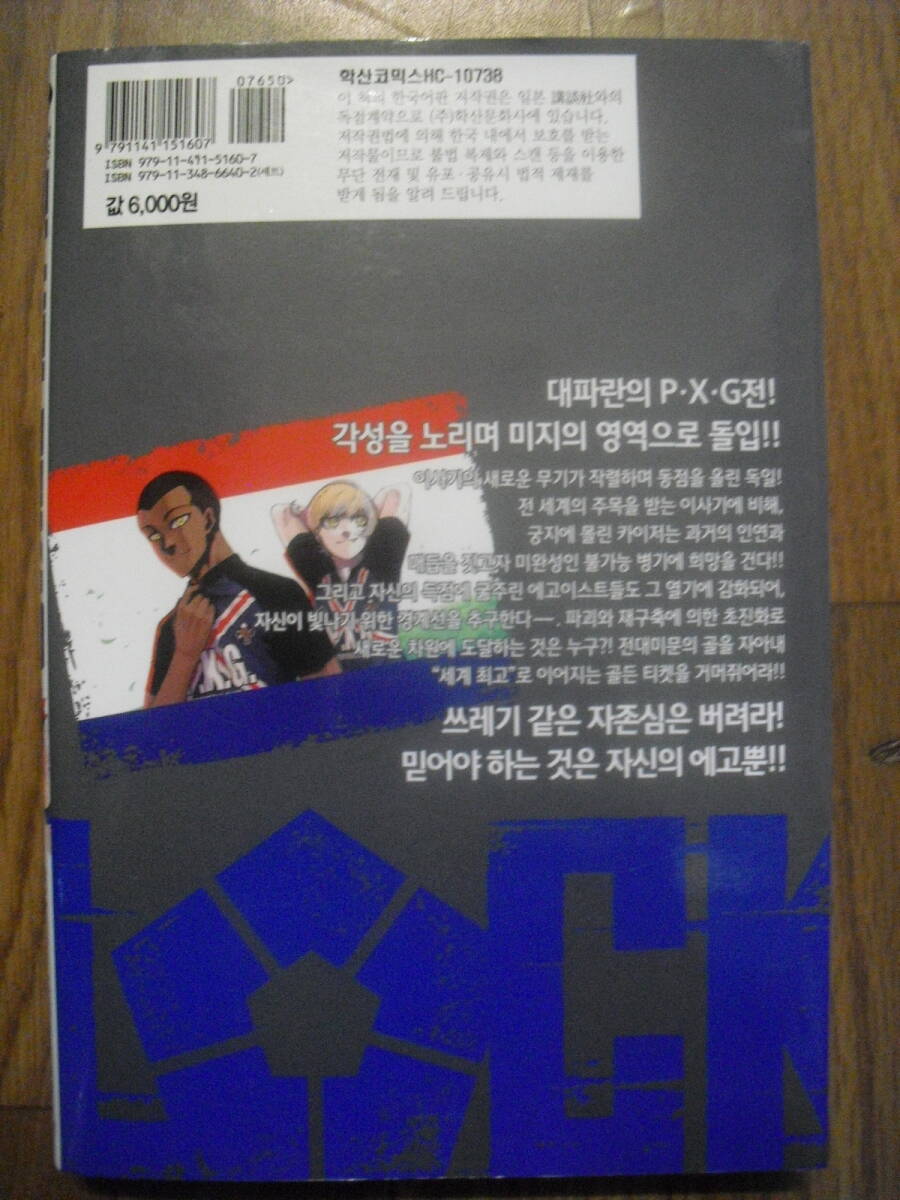 07650>
9 791141 151607
ISBN 979-11-411-5160-7
ISBN 979-11-348-6640-2(세트)
값 6,000원
학산코믹스HC-10738
이 책의 한국어판 저작권은 일본 講談社와의
독점계약으로 (주)학산문화사에 있습니다.
저작권법에 의해 한국 내에서 보호를 받는
저작물이므로 불법 복제와 스캔 등을 이용한
무단 전재 및 유포·공유시 법적 제재를
받게 됨을 알려 드립니다.
대파란의 P·X·G전!
각성을 노리며 미지의 영역으로 돌입!!
이사기의 새로운 무기가 작렬하며 동점을 올린 독일!
전 세계의 주목을 받는 이사기에 비해,
궁지에 몰린 카이저는 과거의 인연과
매듭을 짓고자 미완성인 불가능 병기에 희망을 건다!!
그리고 자신의 득점에 굶주린 에고이스트들도 그 열기에 감화되어,
자신이 빛나기 위한 경계선을 추구한다―. 파괴와 재구축에 의한 초진화로
새로운 차원에 도달하는 것은 누구?! 전대미문의 골을 자아내
“세계 최고”로 이어지는 골든 티켓을 거머쥐어라!!
쓰레기 같은 자존심은 버려라!
믿어야 하는 것은 자신의 에고뿐!!
.X.G.
K.G.
LOCK